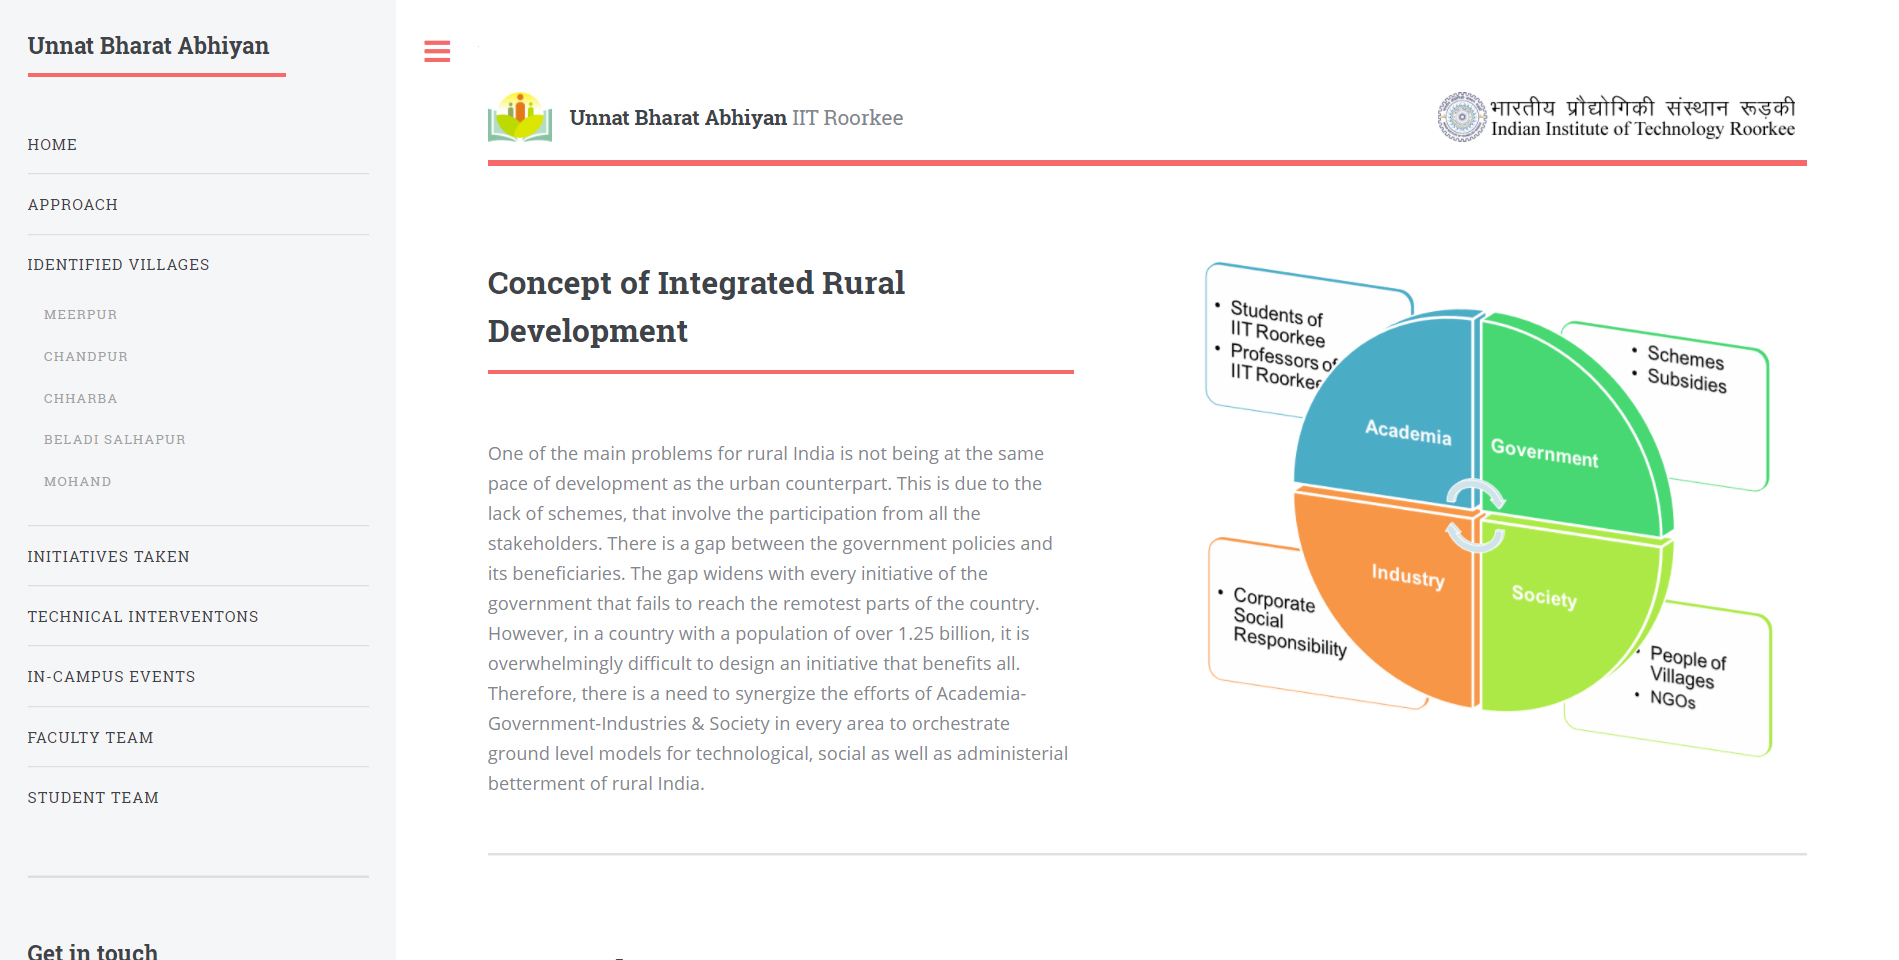 Unnat Bharat Abhiyan
HOME
APPROACH
IDENTIFIED VILLAGES
MEERPUR
CHANDPUR
CHHARBA
BELADI SALHAPUR
MOHAND
INITIATIVES TAKEN
TECHNICAL INTERVENTONS
IN-CAMPUS EVENTS
FACULTY TEAM
STUDENT TEAM
Get in touch
Unnat Bharat Abhiyan IIT Roorkee
भारतीय प्रौद्योगिकी संस्थान रूड़की
Indian Institute of Technology Roorkee
Concept of Integrated Rural
Development
One of the main problems for rural India is not being at the same
pace of development as the urban counterpart. This is due to the
lack of schemes, that involve the participation from all the
stakeholders. There is a gap between the government policies and
its beneficiaries. The gap widens with every initiative of the
government that fails to reach the remotest parts of the country.
However, in a country with a population of over 1.25 billion, it is
overwhelmingly difficult to design an initiative that benefits all.
Therefore, there is a need to synergize the efforts of Academia-
Government-Industries & Society in every area to orchestrate
ground level models for technological, social as well as administerial
betterment of rural India.
• Students of
IIT Roorkee
• Professors of
IIT Roorkee
• Schemes
• Subsidies
Academia
Government
Industry
Society
• Corporate
Social
Responsibility
• People of
Villages
• NGOs